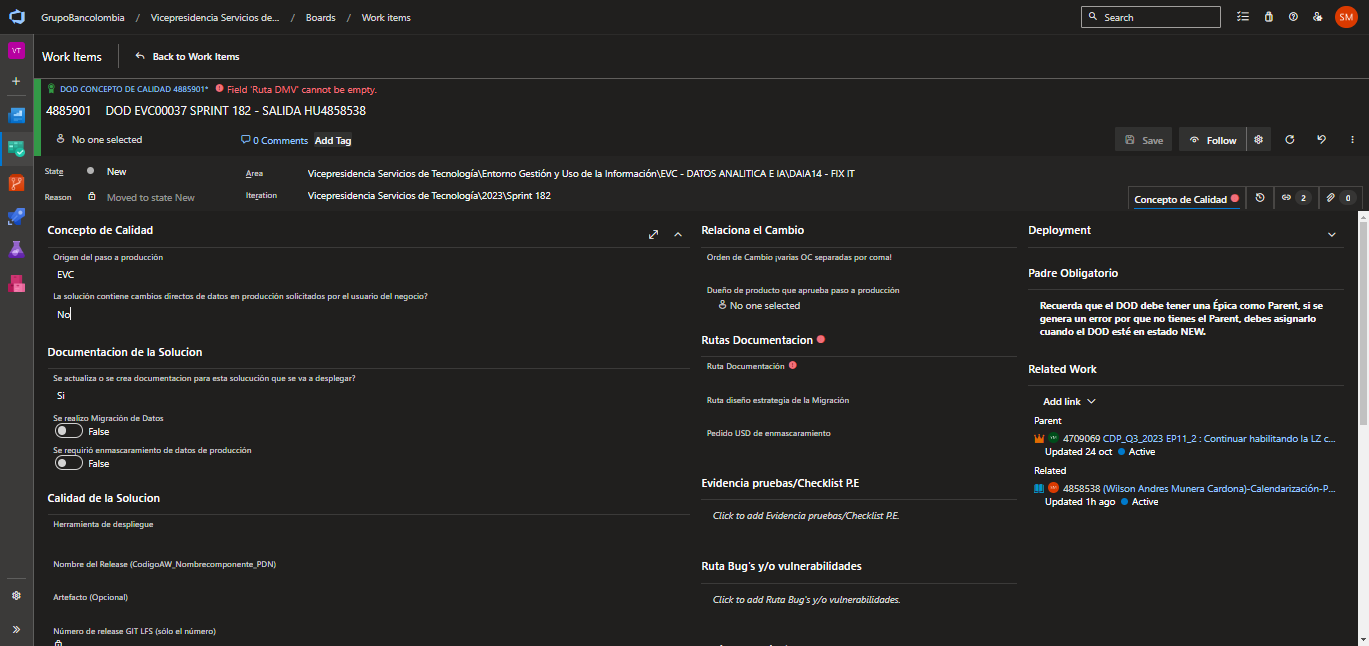 GrupoBancolombia / Vicepresidencia Servicios de... / Boards / Work items
Search
SM
VT
Work Items
Back to Work Items
DOD CONCEPTO DE CALIDAD 4885901*
Field 'Ruta DMV' cannot be empty.
4885901 DOD EVC00037 SPRINT 182 - SALIDA HU4858538
No one selected
0 Comments
Add Tag
Save
Follow
State New
Area Vicepresidencia Servicios de Tecnología\Entorno Gestión y Uso de la Información\EVC - DATOS ANALITICA E IA\DAIA14 - FIX IT
Reason Moved to state New
Iteration Vicepresidencia Servicios de Tecnología\2023\Sprint 182
Concepto de Calidad
2
0
Concepto de Calidad
Origen del paso a producción
EVC
La solución contiene cambios directos de datos en producción solicitados por el usuario del negocio?
No
Documentacion de la Solucion
Se actualiza o se crea documentacion para esta solucución que se va a desplegar?
Si
Se realizo Migración de Datos
False
Se requirió enmascaramiento de datos de producción
False
Calidad de la Solucion
Herramienta de despliegue
Nombre del Release (CodigoAW_Nombrecomponente_PDN)
Artefacto (Opcional)
Número de release GIT LFS (sólo el número)
Relaciona el Cambio
Orden de Cambio ¡varias OC separadas por coma!
Dueño de producto que aprueba paso a producción
No one selected
Rutas Documentacion
Ruta Documentación
Ruta diseño estrategia de la Migración
Pedido USD de enmascaramiento
Evidencia pruebas/Checklist P.E
Click to add Evidencia pruebas/Checklist P.E.
Ruta Bug's y/o vulnerabilidades
Click to add Ruta Bug's y/o vulnerabilidades.
Deployment
Padre Obligatorio
Recuerda que el DOD debe tener una Épica como Parent, si se
genera un error por que no tienes el Parent, debes asignarlo
cuando el DOD esté en estado NEW.
Related Work
Add link
Parent
4709069 CDP_Q3_2023 EP11_2 : Continuar habilitando la LZ c...
Updated 24 oct Active
Related
4858538 (Wilson Andres Munera Cardona)-Calendarización-P...
Updated 1h ago Active